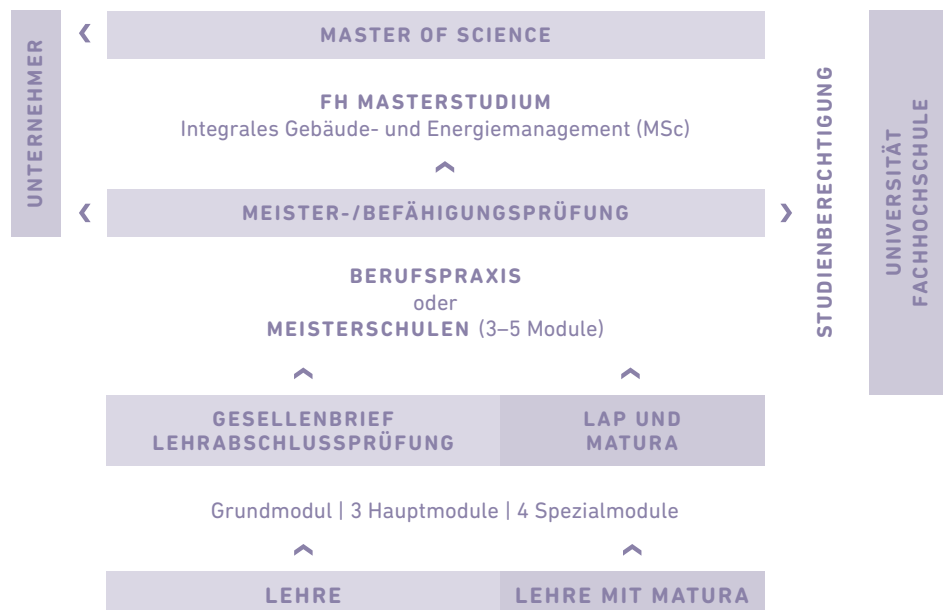 UNTERNEHMER
MASTER OF SCIENCE
FH MASTERSTUDIUM
Integrales Gebäude- und Energiemanagement (MSc)
MEISTER-/BEFÄHIGUNGSPRÜFUNG
BERUFSPRAXIS
oder
MEISTERSCHULEN (3–5 Module)
GESELLENBRIEF
LEHRABSCHLUSSPRÜFUNG
LAP UND
MATURA
Grundmodul | 3 Hauptmodule | 4 Spezialmodule
LEHRE
LEHRE MIT MATURA
STUDIENBERECHTIGUNG
UNIVERSITÄT
FACHHOCHSCHULE